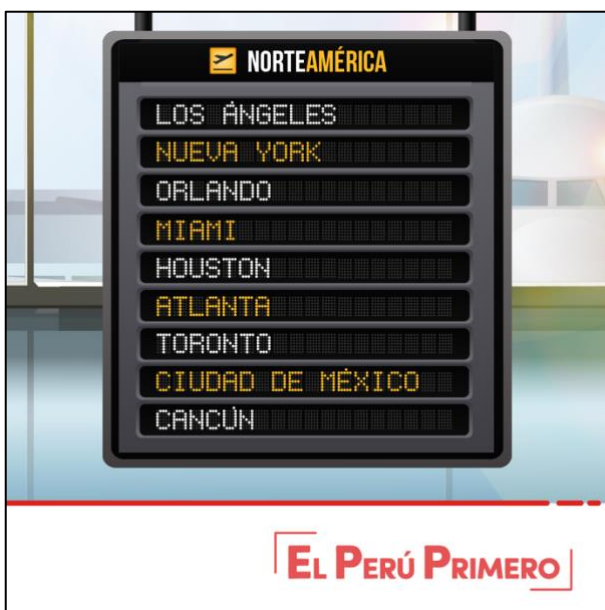 NORTEAMÉRICA
LOS ÁNGELES
NUEVA YORK
ORLANDO
MIAMI
HOUSTON
ATLANTA
TORONTO
CIUDAD DE MÉXICO
CANCÚN
EL PERÚ PRIMERO